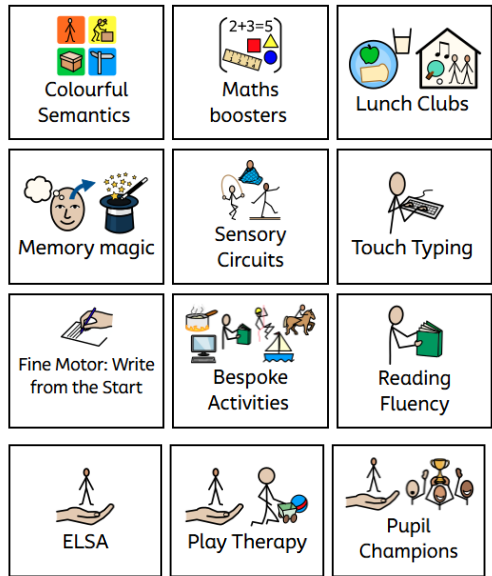 Colourful
Semantics
2+3=5
Maths
boosters
Lunch Clubs
Memory magic
Sensory
Circuits
Touch Typing
Fine Motor: Write
from the Start
Bespoke
Activities
Reading
Fluency
ELSA
Play Therapy
Pupil
Champions